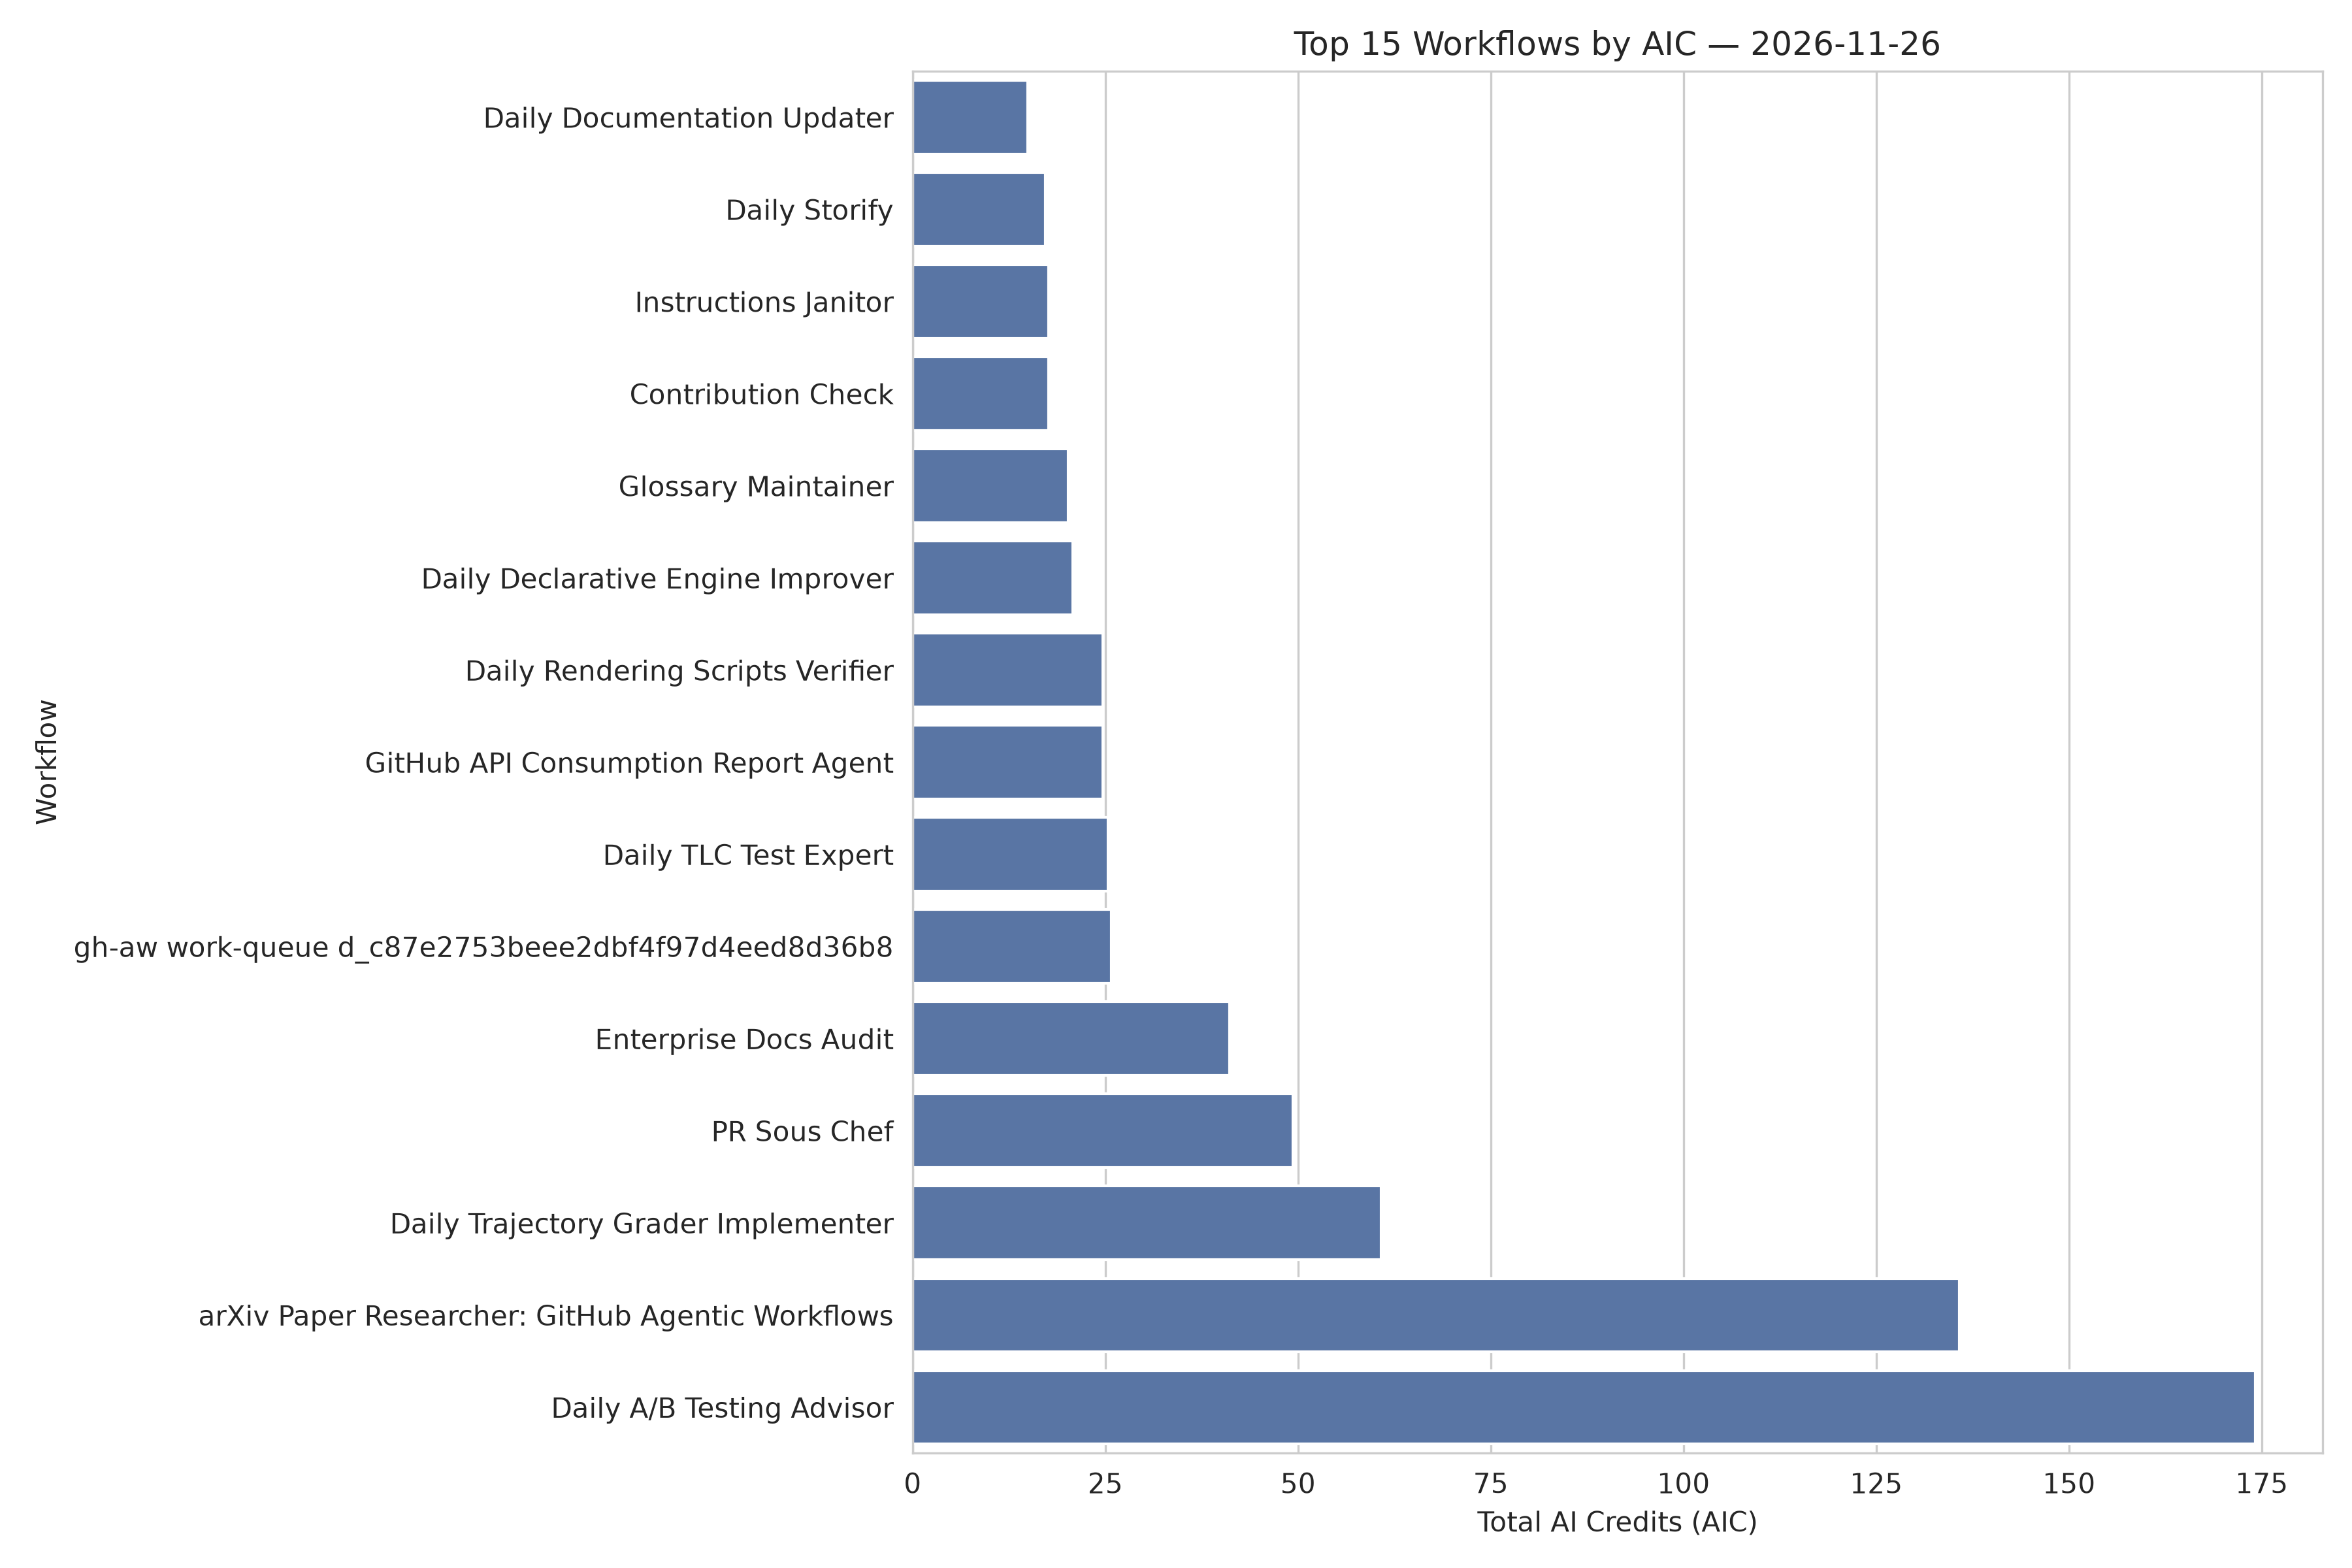 Top 15 Workflows by AIC — 2026-11-26
Workflow
Daily Documentation Updater
Daily Storify
Instructions Janitor
Contribution Check
Glossary Maintainer
Daily Declarative Engine Improver
Daily Rendering Scripts Verifier
GitHub API Consumption Report Agent
Daily TLC Test Expert
gh-aw work-queue d_c87e2753beee2dbf4f97d4eed8d36b8
Enterprise Docs Audit
PR Sous Chef
Daily Trajectory Grader Implementer
arXiv Paper Researcher: GitHub Agentic Workflows
Daily A/B Testing Advisor
0 25 50 75 100 125 150 175
Total AI Credits (AIC)